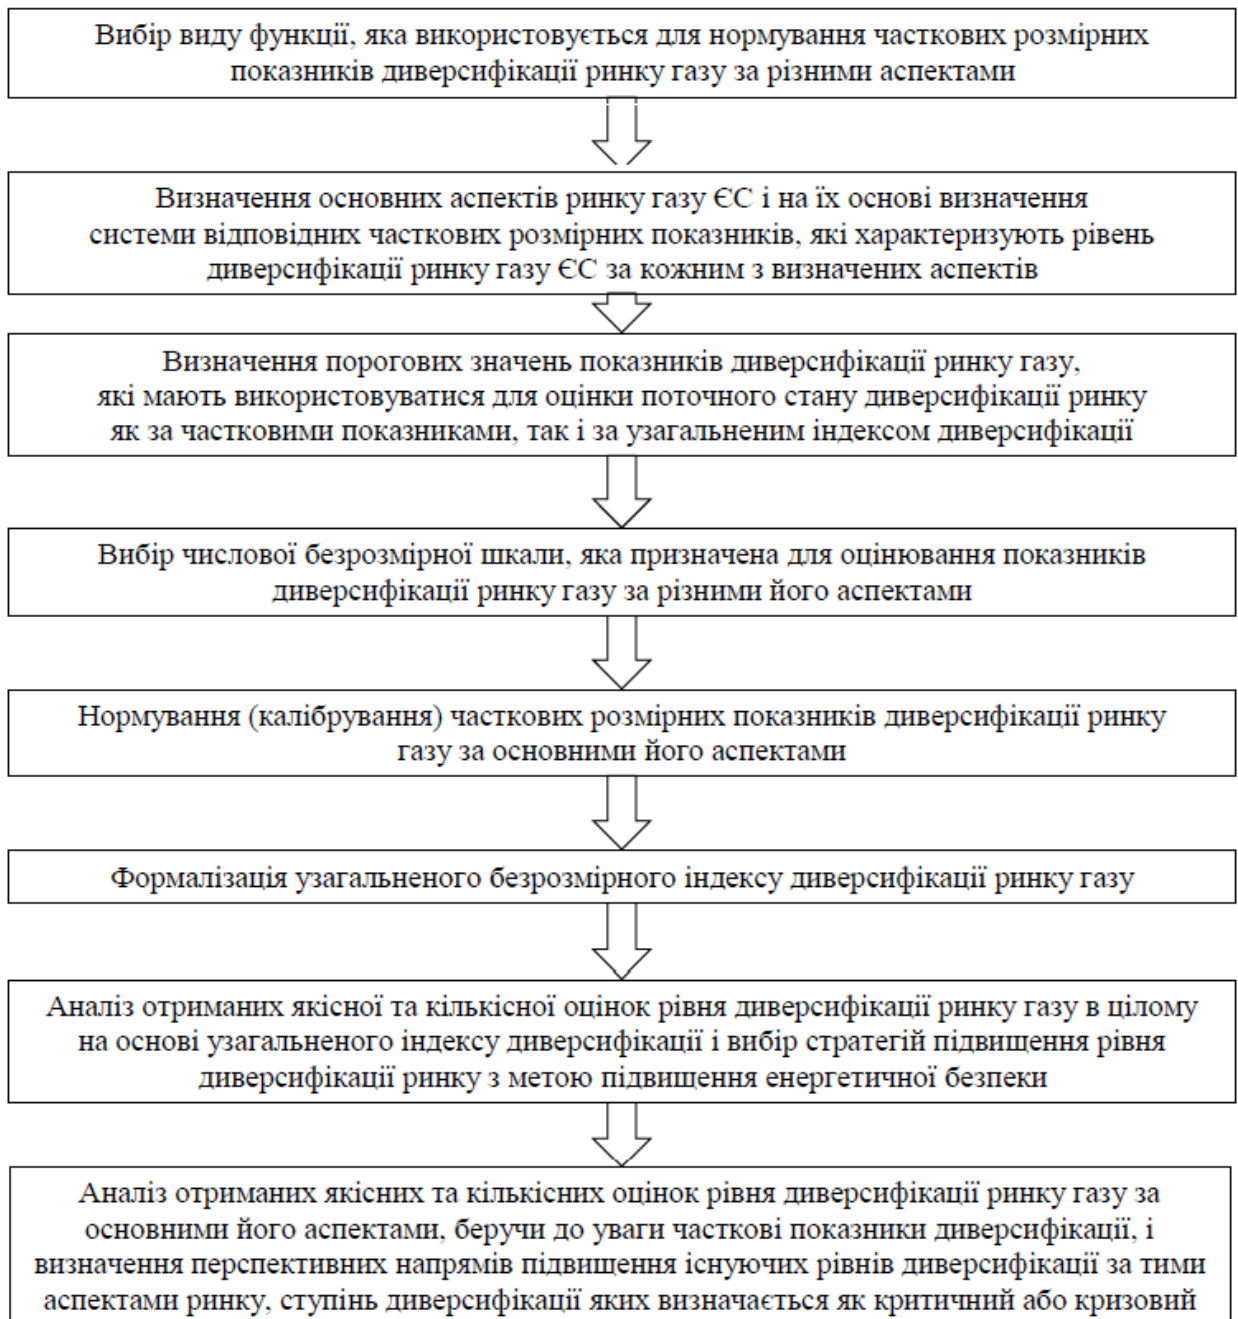 Вибір виду функції, яка використовується для нормування часткових розмірних
показників диверсифікації ринку газу за різними аспектами
Визначення основних аспектів ринку газу ЄС і на їх основі визначення
системи відповідних часткових розмірних показників, які характеризують рівень
диверсифікації ринку газу ЄС за кожним з визначених аспектів
Визначення порогових значень показників диверсифікації ринку газу,
які мають використовуватися для оцінки поточного стану диверсифікації ринку
як за частковими показниками, так і за узагальненим індексом диверсифікації
Вибір числової безрозмірної шкали, яка призначена для оцінювання показників
диверсифікації ринку газу за різними його аспектами
Нормування (калібрування) часткових розмірних показників диверсифікації ринку
газу за основними його аспектами
Формалізація узагальненого безрозмірного індексу диверсифікації ринку газу
Аналіз отриманих якісної та кількісної оцінок рівня диверсифікації ринку газу в цілому
на основі узагальненого індексу диверсифікації і вибір стратегій підвищення рівня
диверсифікації ринку з метою підвищення енергетичної безпеки
Аналіз отриманих якісних та кількісних оцінок рівня диверсифікації ринку газу за
основними його аспектами, беручи до уваги часткові показники диверсифікації, і
визначення перспективних напрямів підвищення існуючих рівнів диверсифікації за тими
аспектами ринку, ступінь диверсифікації яких визначається як критичний або кризовий